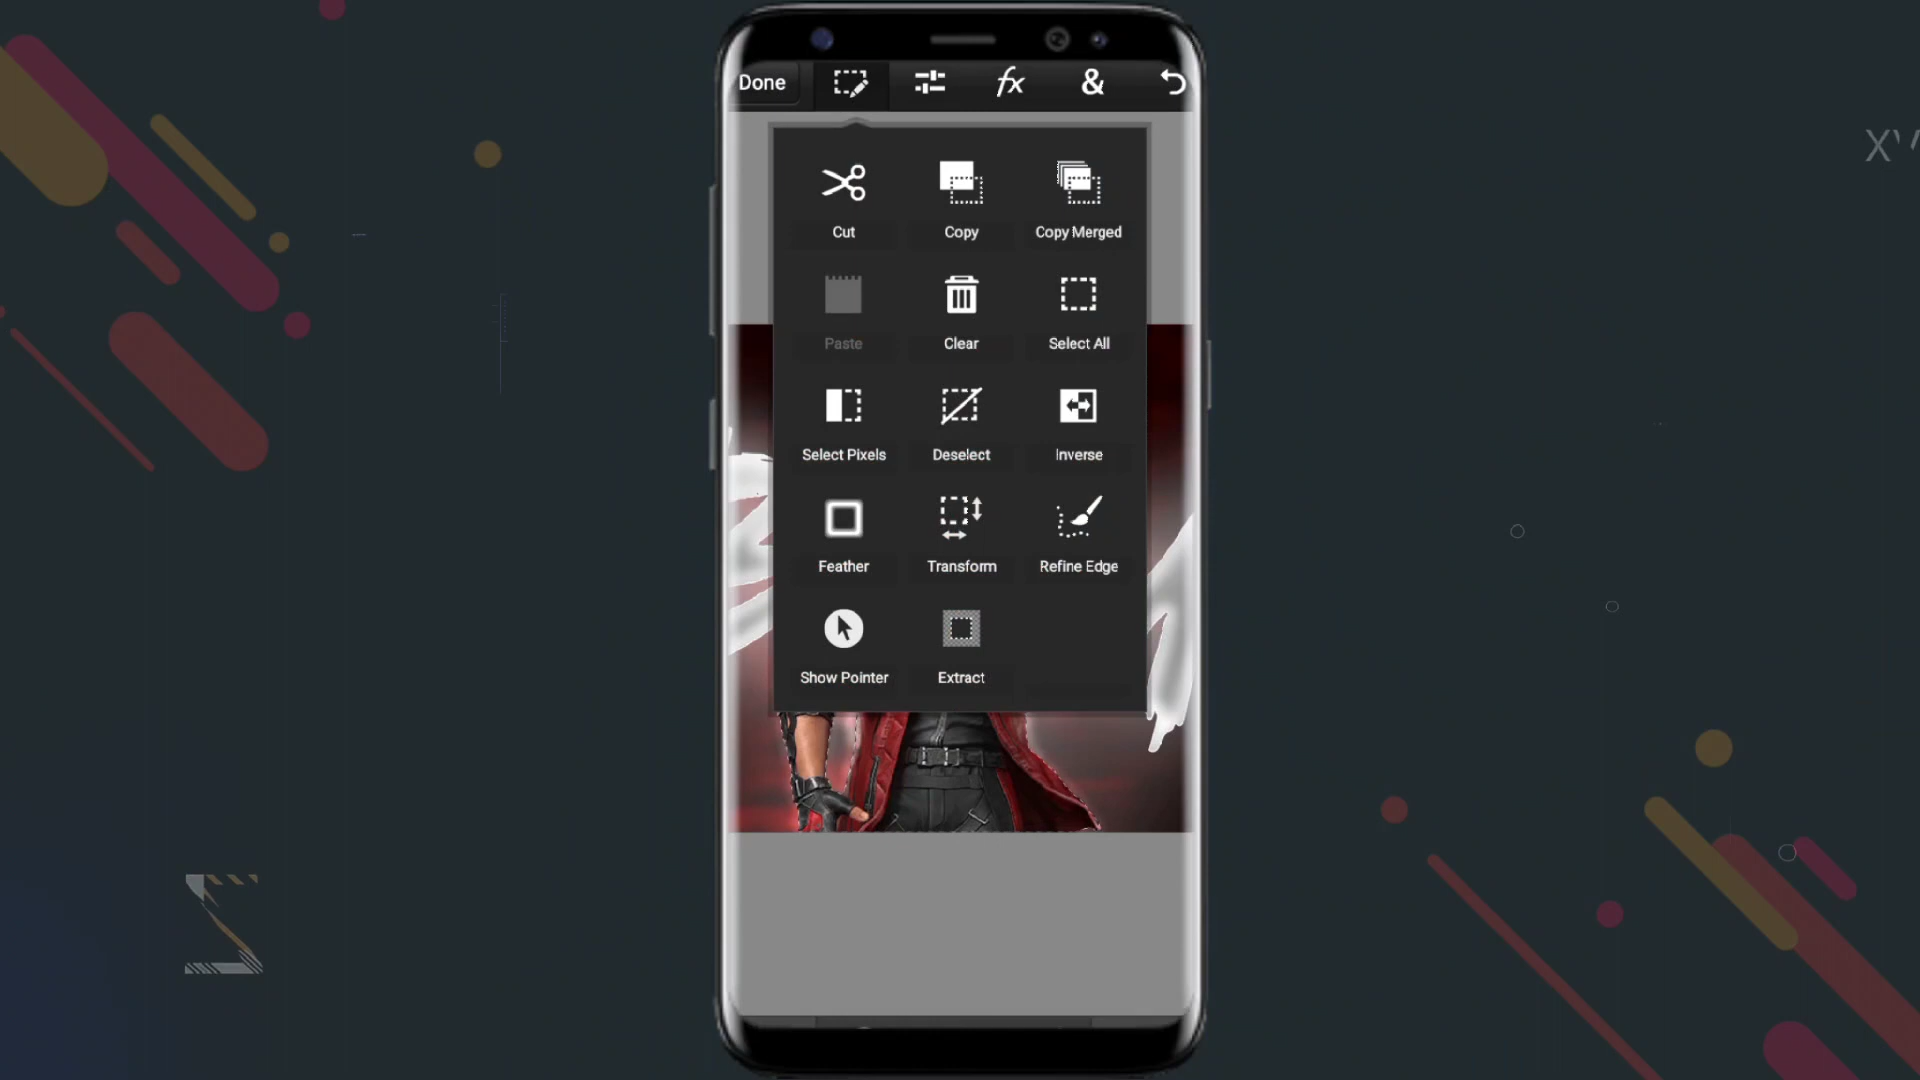 Done fx &
Cut Copy Copy Merged
Paste Clear Select All
Select Pixels Deselect Inverse
Feather Transform Refine Edge
Show Pointer Extract